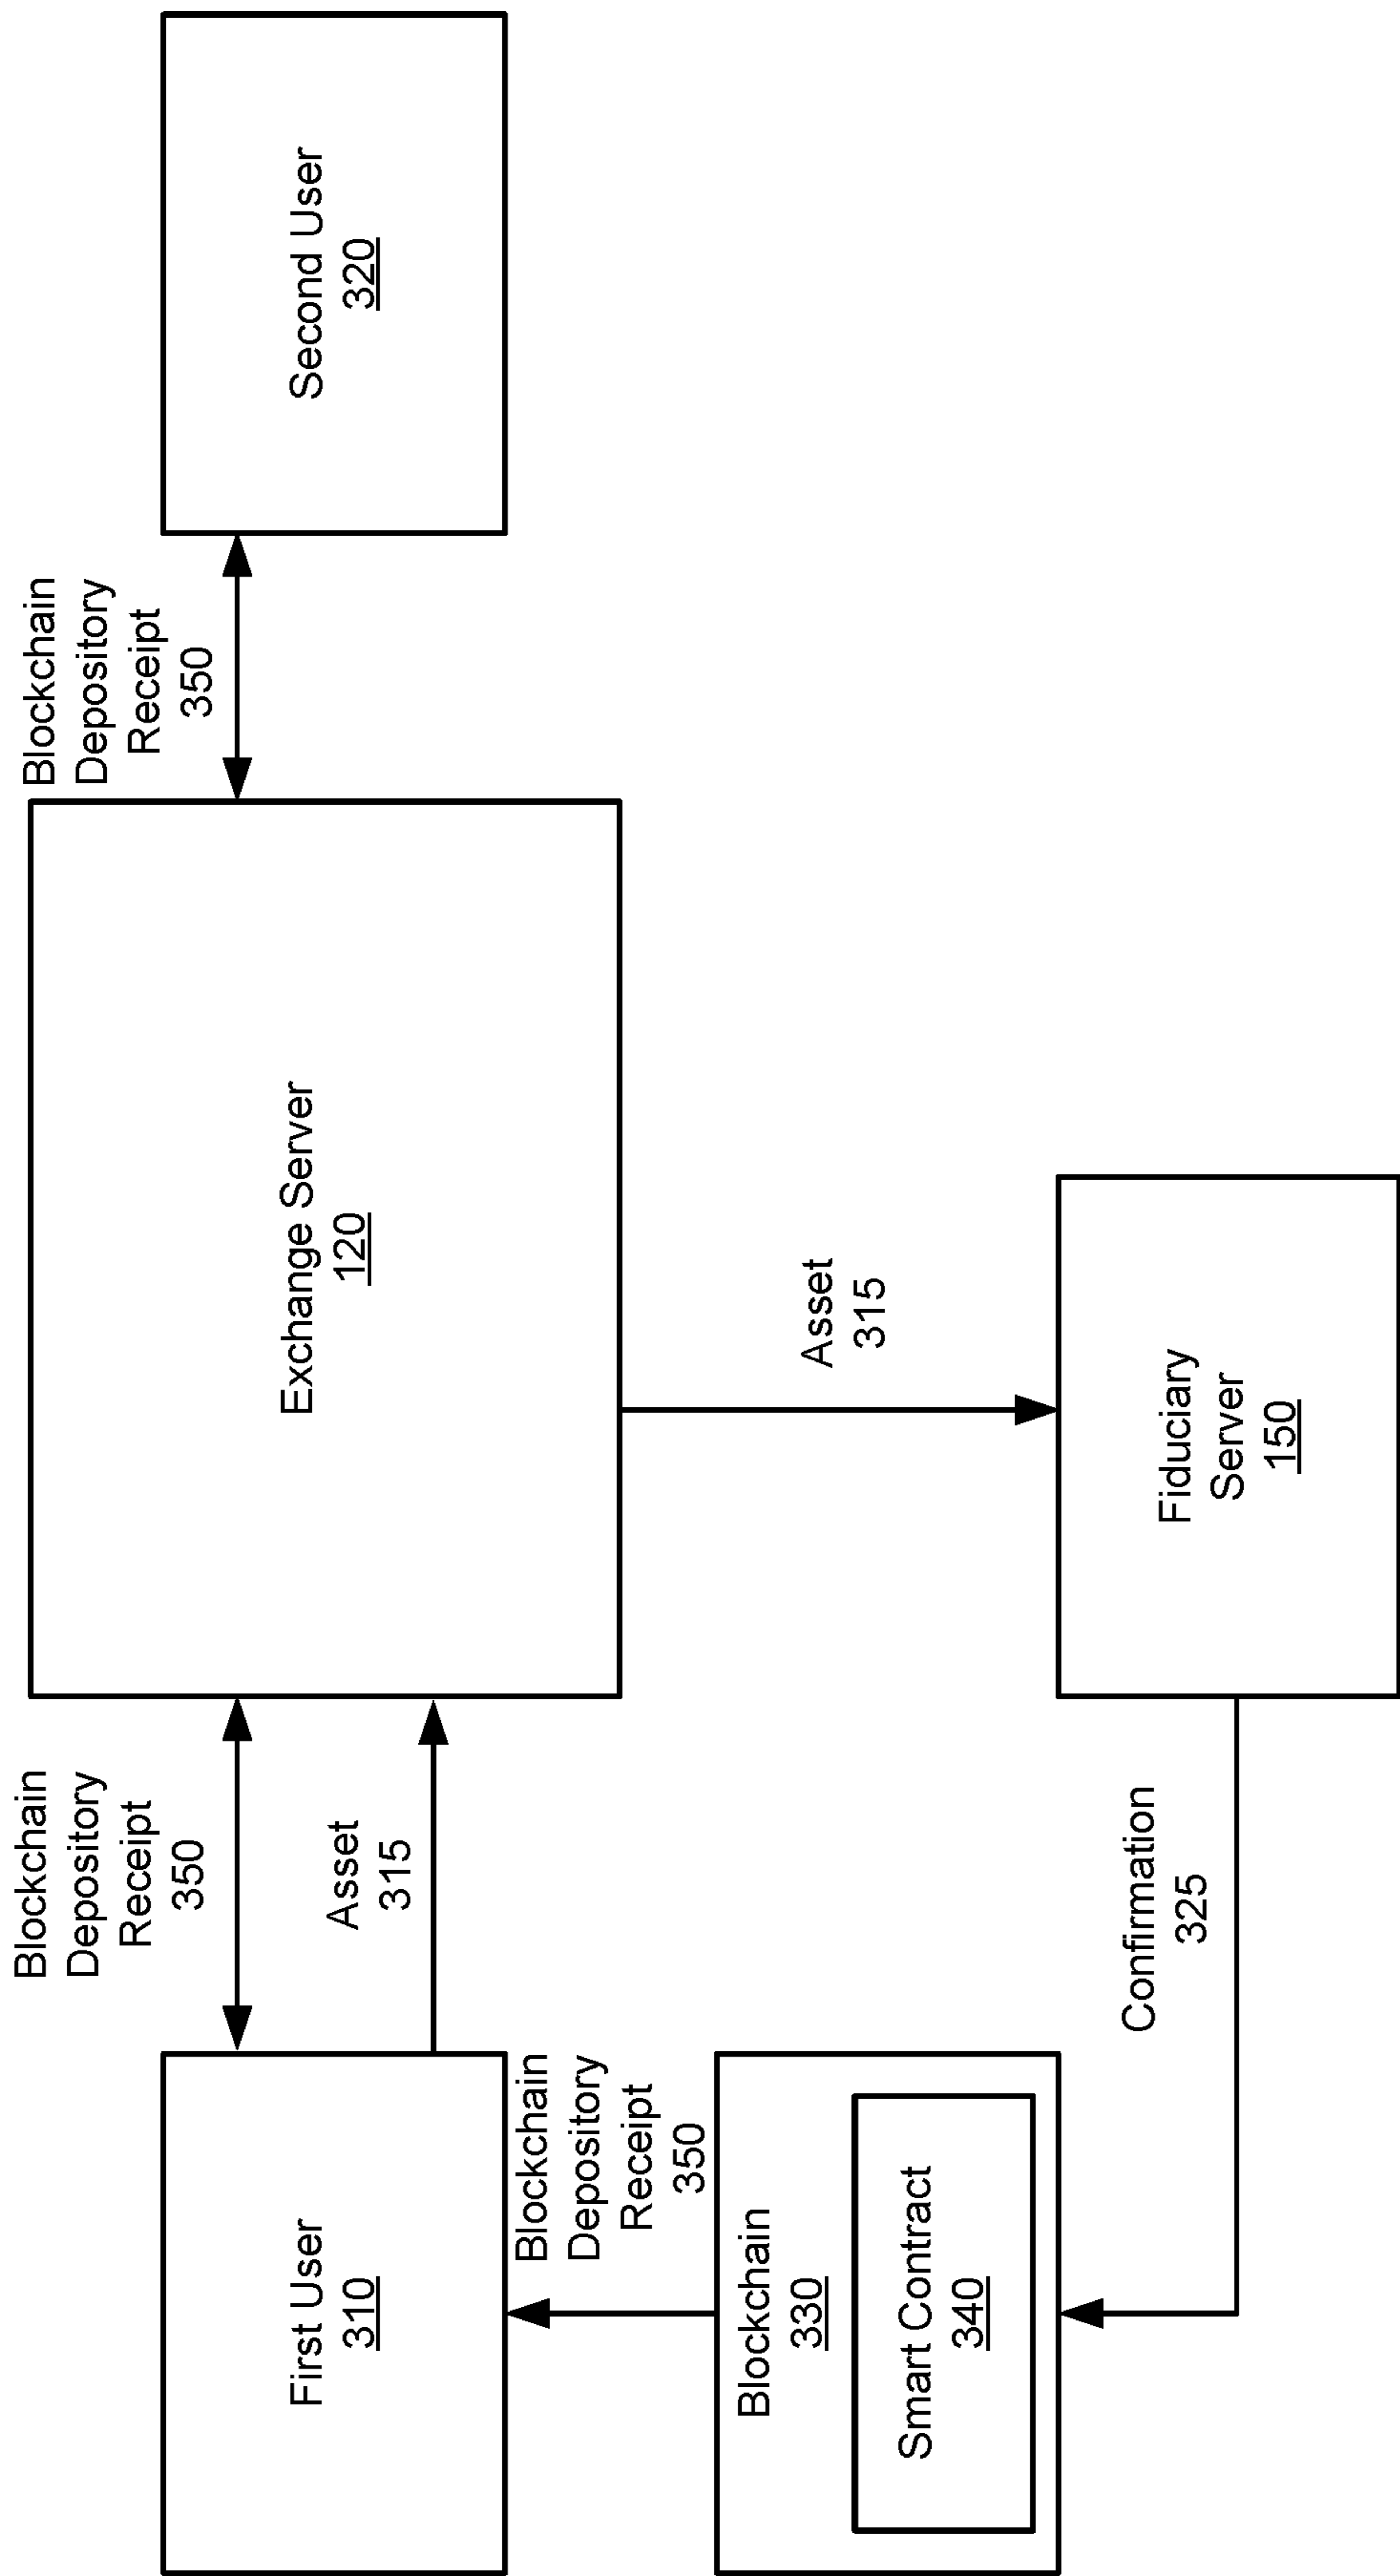 Blockchain
Depository
Receipt
350
Blockchain
Depository
Receipt
350
First User
310
Asset
315
Exchange Server
120
Second User
320
Blockchain
Depository
Receipt
350
Asset
315
Blockchain
330
Smart Contract
340
Confirmation
325
Fiduciary
Server
150